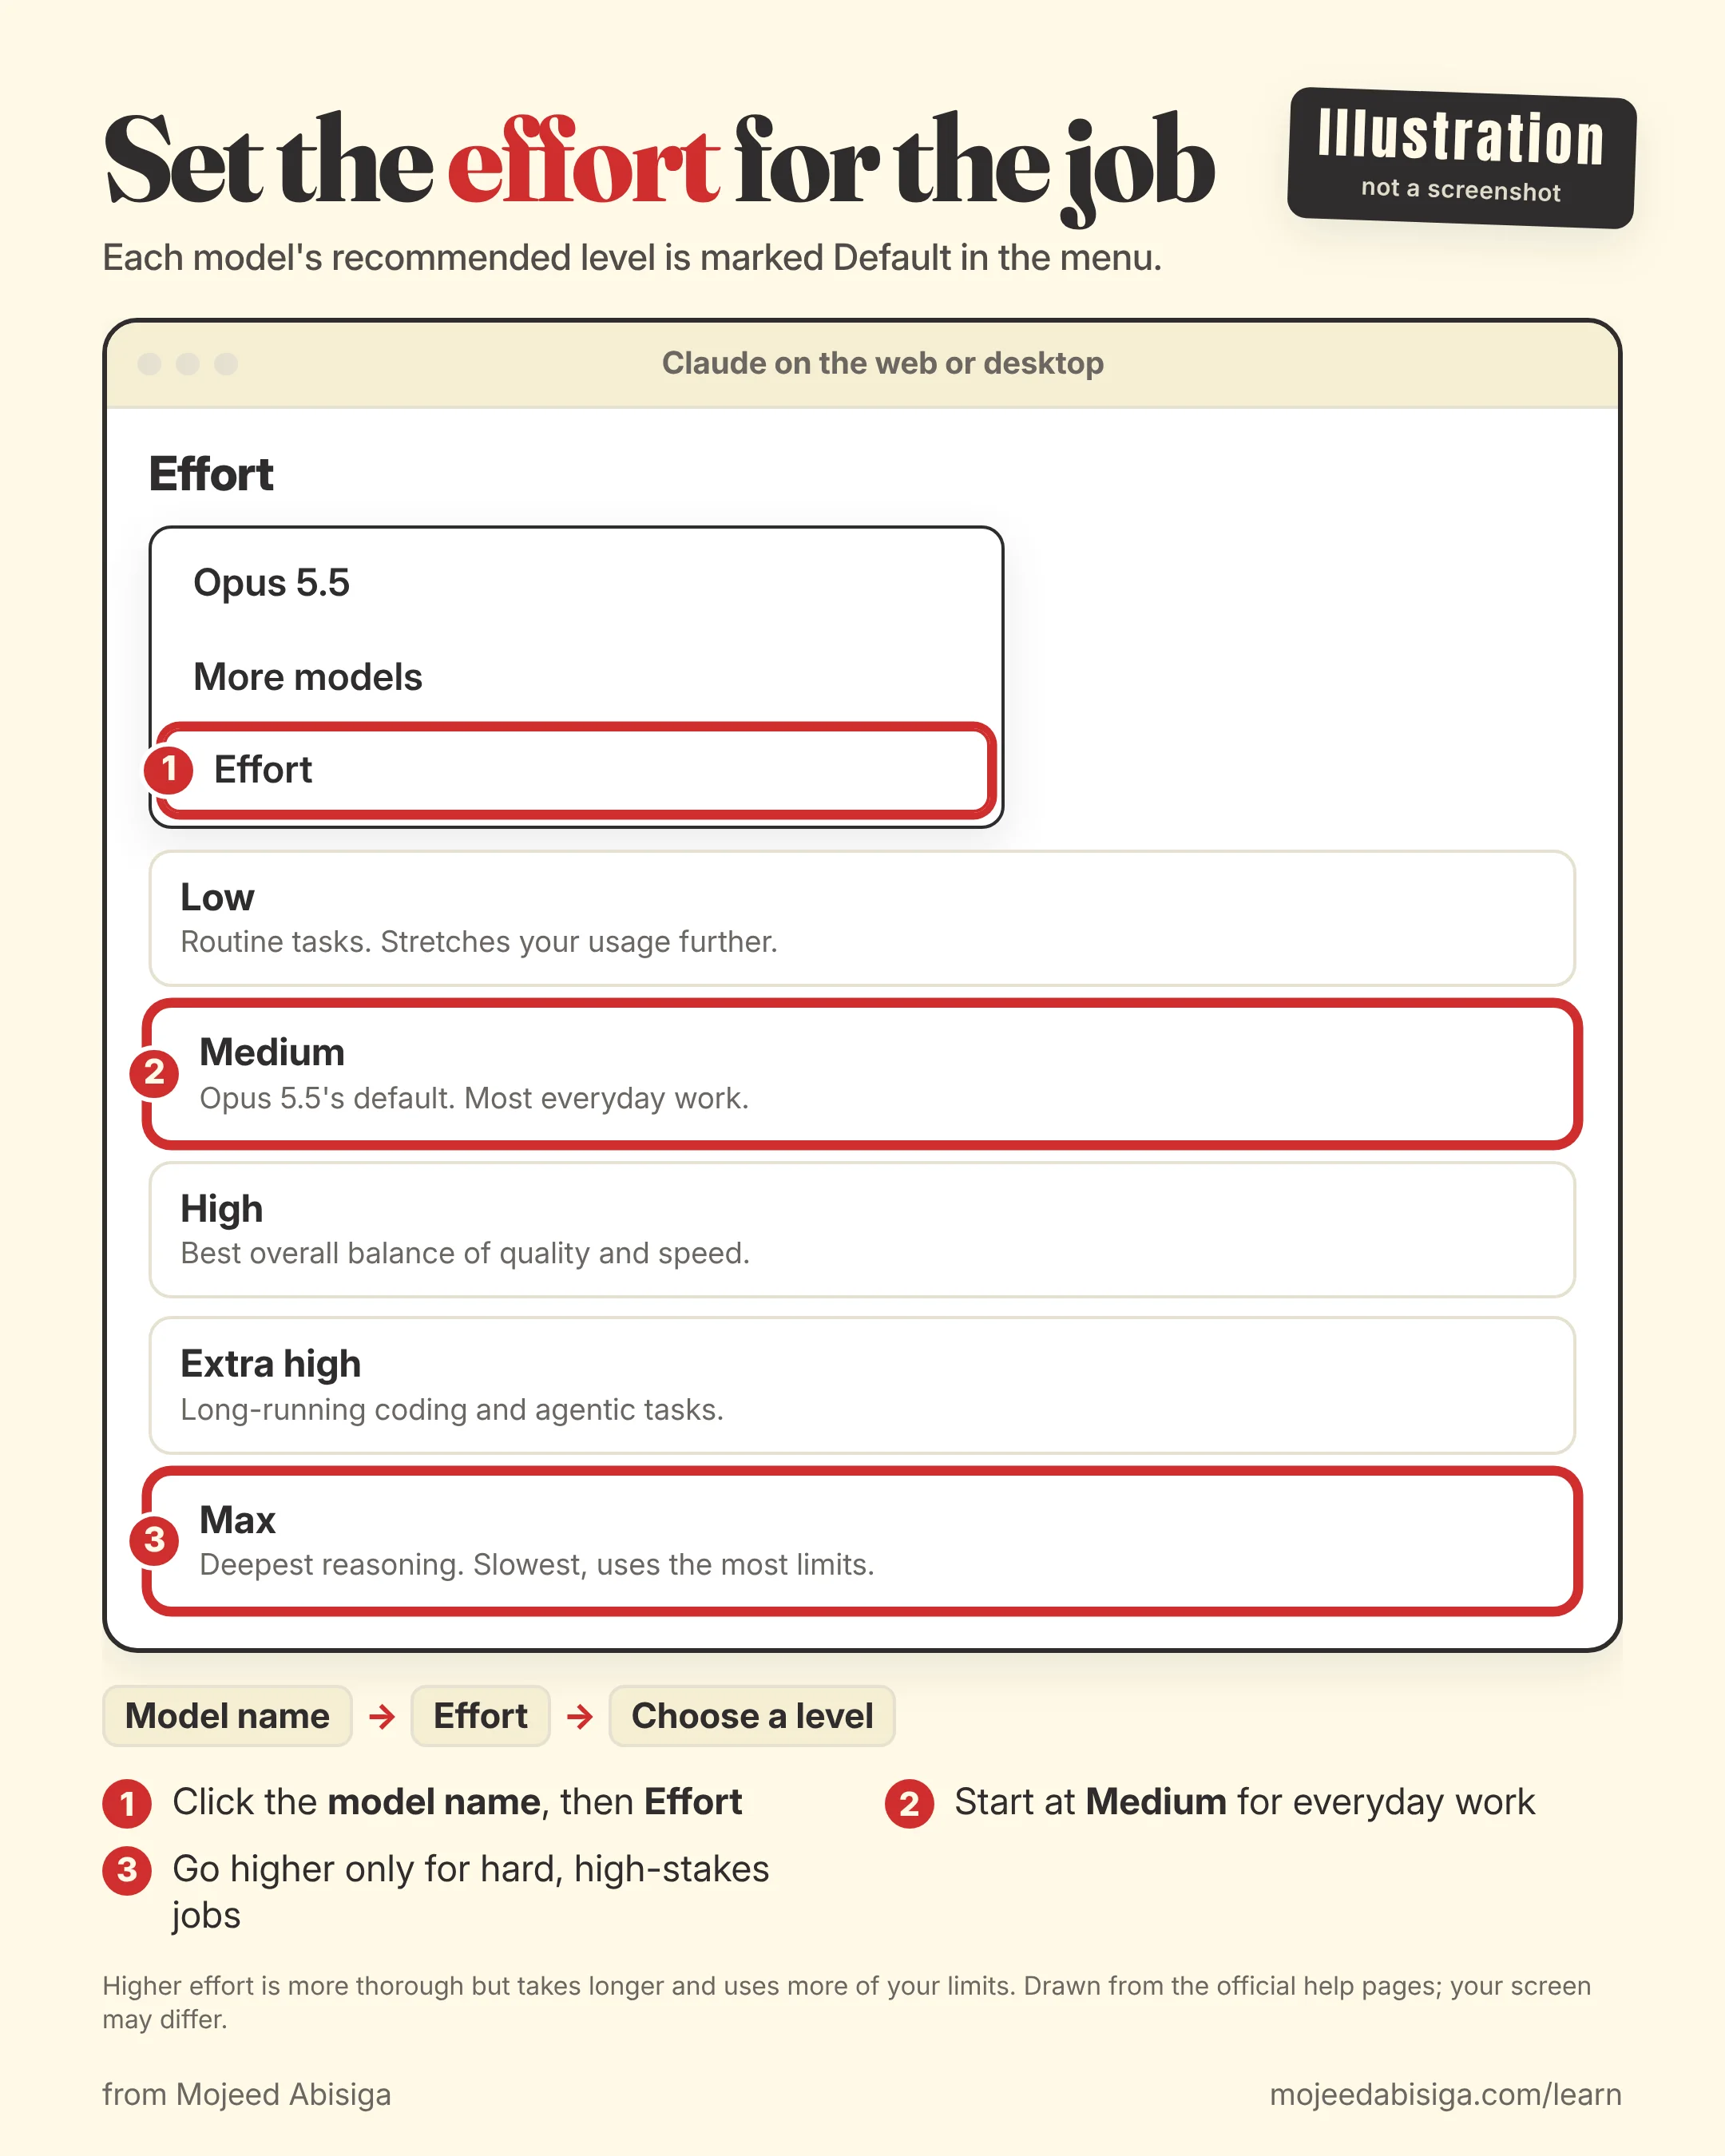 Set the effort for the job
Illustration
not a screenshot
Each model's recommended level is marked Default in the menu.
Claude on the web or desktop
Effort
Opus 5.5
More models
1 Effort
Low
Routine tasks. Stretches your usage further.
2
Medium
Opus 5.5's default. Most everyday work.
High
Best overall balance of quality and speed.
Extra high
Long-running coding and agentic tasks.
3
Max
Deepest reasoning. Slowest, uses the most limits.
Model name → Effort → Choose a level
1 Click the model name, then Effort
2 Start at Medium for everyday work
3 Go higher only for hard, high-stakes
jobs
Higher effort is more thorough but takes longer and uses more of your limits. Drawn from the official help pages; your screen
may differ.
from Mojeed Abisiga
mojeedabisiga.com/learn